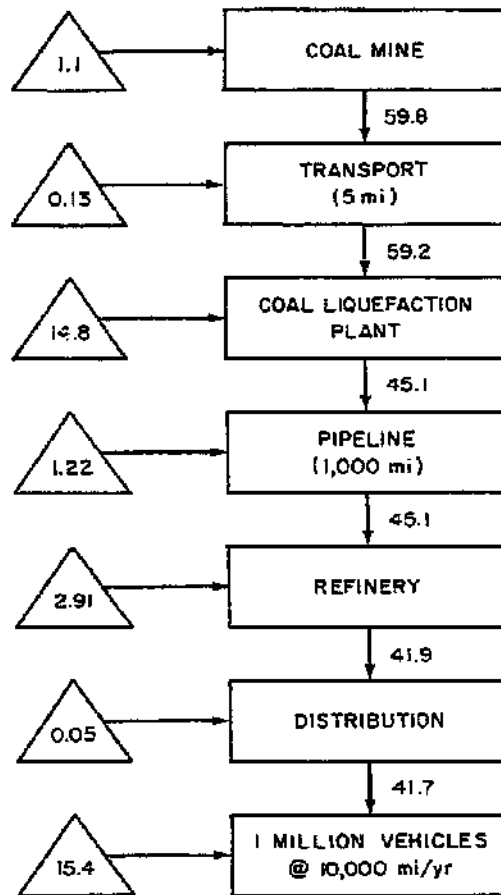 1.1
COAL MINE
59.8
0.13
TRANSPORT
(5 mi)
59.2
14.8
COAL LIQUEFACTION
PLANT
45.1
1.22
PIPELINE
(1,000 mi)
45.1
2.91
REFINERY
41.9
0.05
DISTRIBUTION
41.7
15.4
1 MILLION VEHICLES
@ 10,000 mi/yr